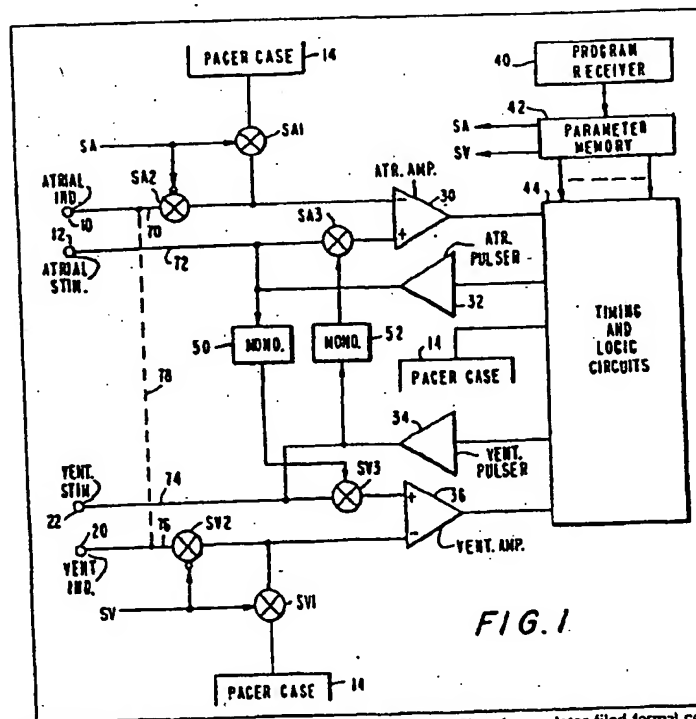 PACER CASE
14
40
PROGRAM
RECEIVER
42
SA
SV
PARAMETER
MEMORY
SA
SA1
ATRIAL
IND.
10
SA2
70
ATR. AMP.
30
44
12
ATRIAL
STIM.
72
SA3
ATR.
PULSER
32
50
MONO.
MONO.
52
14
PACER CASE
TIMING
AND
LOGIC
CIRCUITS
78
34
VENT.
PULSER
VENT.
STIM
22
74
SV3
36
20
VENT
IND.
76
SV2
VENT. AMP.
SV
SV1
FIG. 1
PACER CASE
14